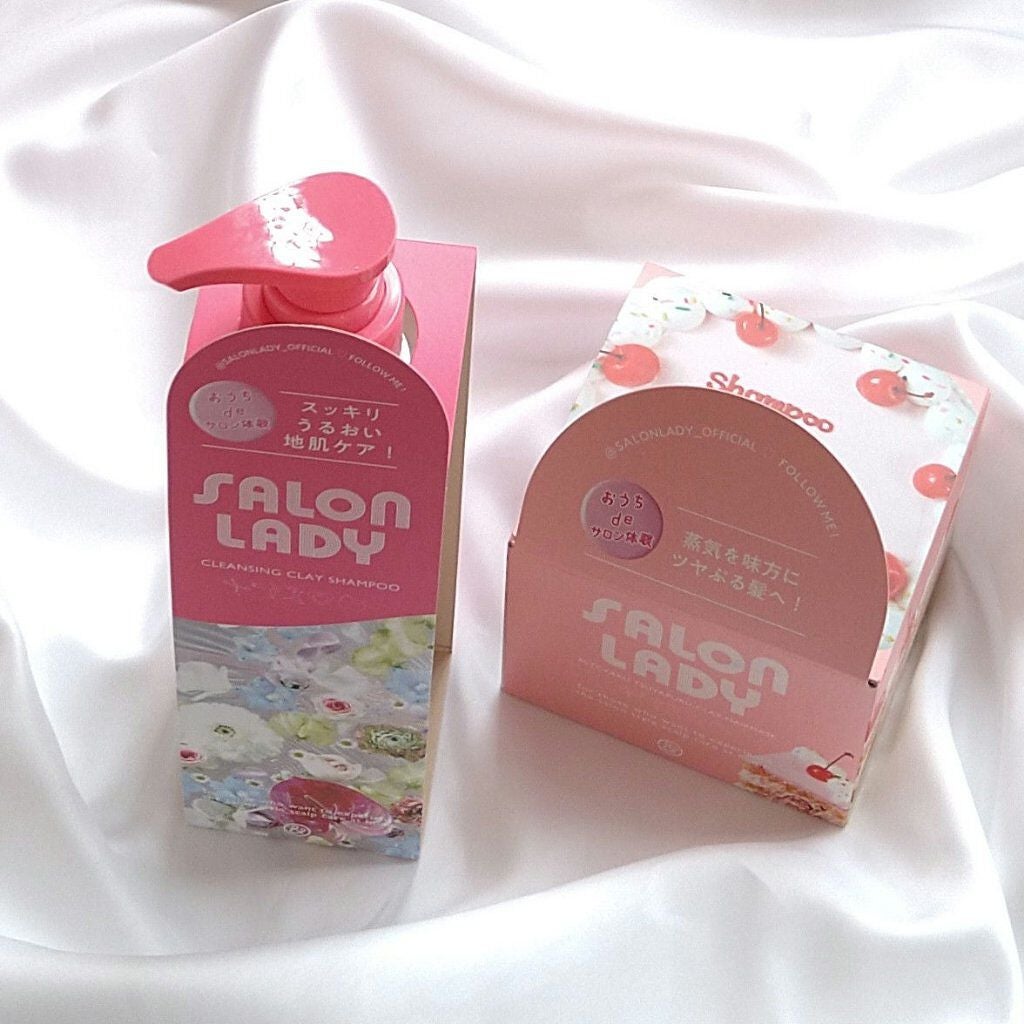 @SALONLADY_OFFICIAL ♡ FOLLOW ME!
おうち
de
サロン体験
スッキリ
うるおい
地肌ケア!
SALON
LADY
CLEANSING CLAY SHAMPOO
Shampoo
@SALONLADY_OFFICIAL ♡ FOLLOW ME!
おうち
de
サロン体験
蒸気を味方に
ツヤぷる髪へ!
SALON
LADY